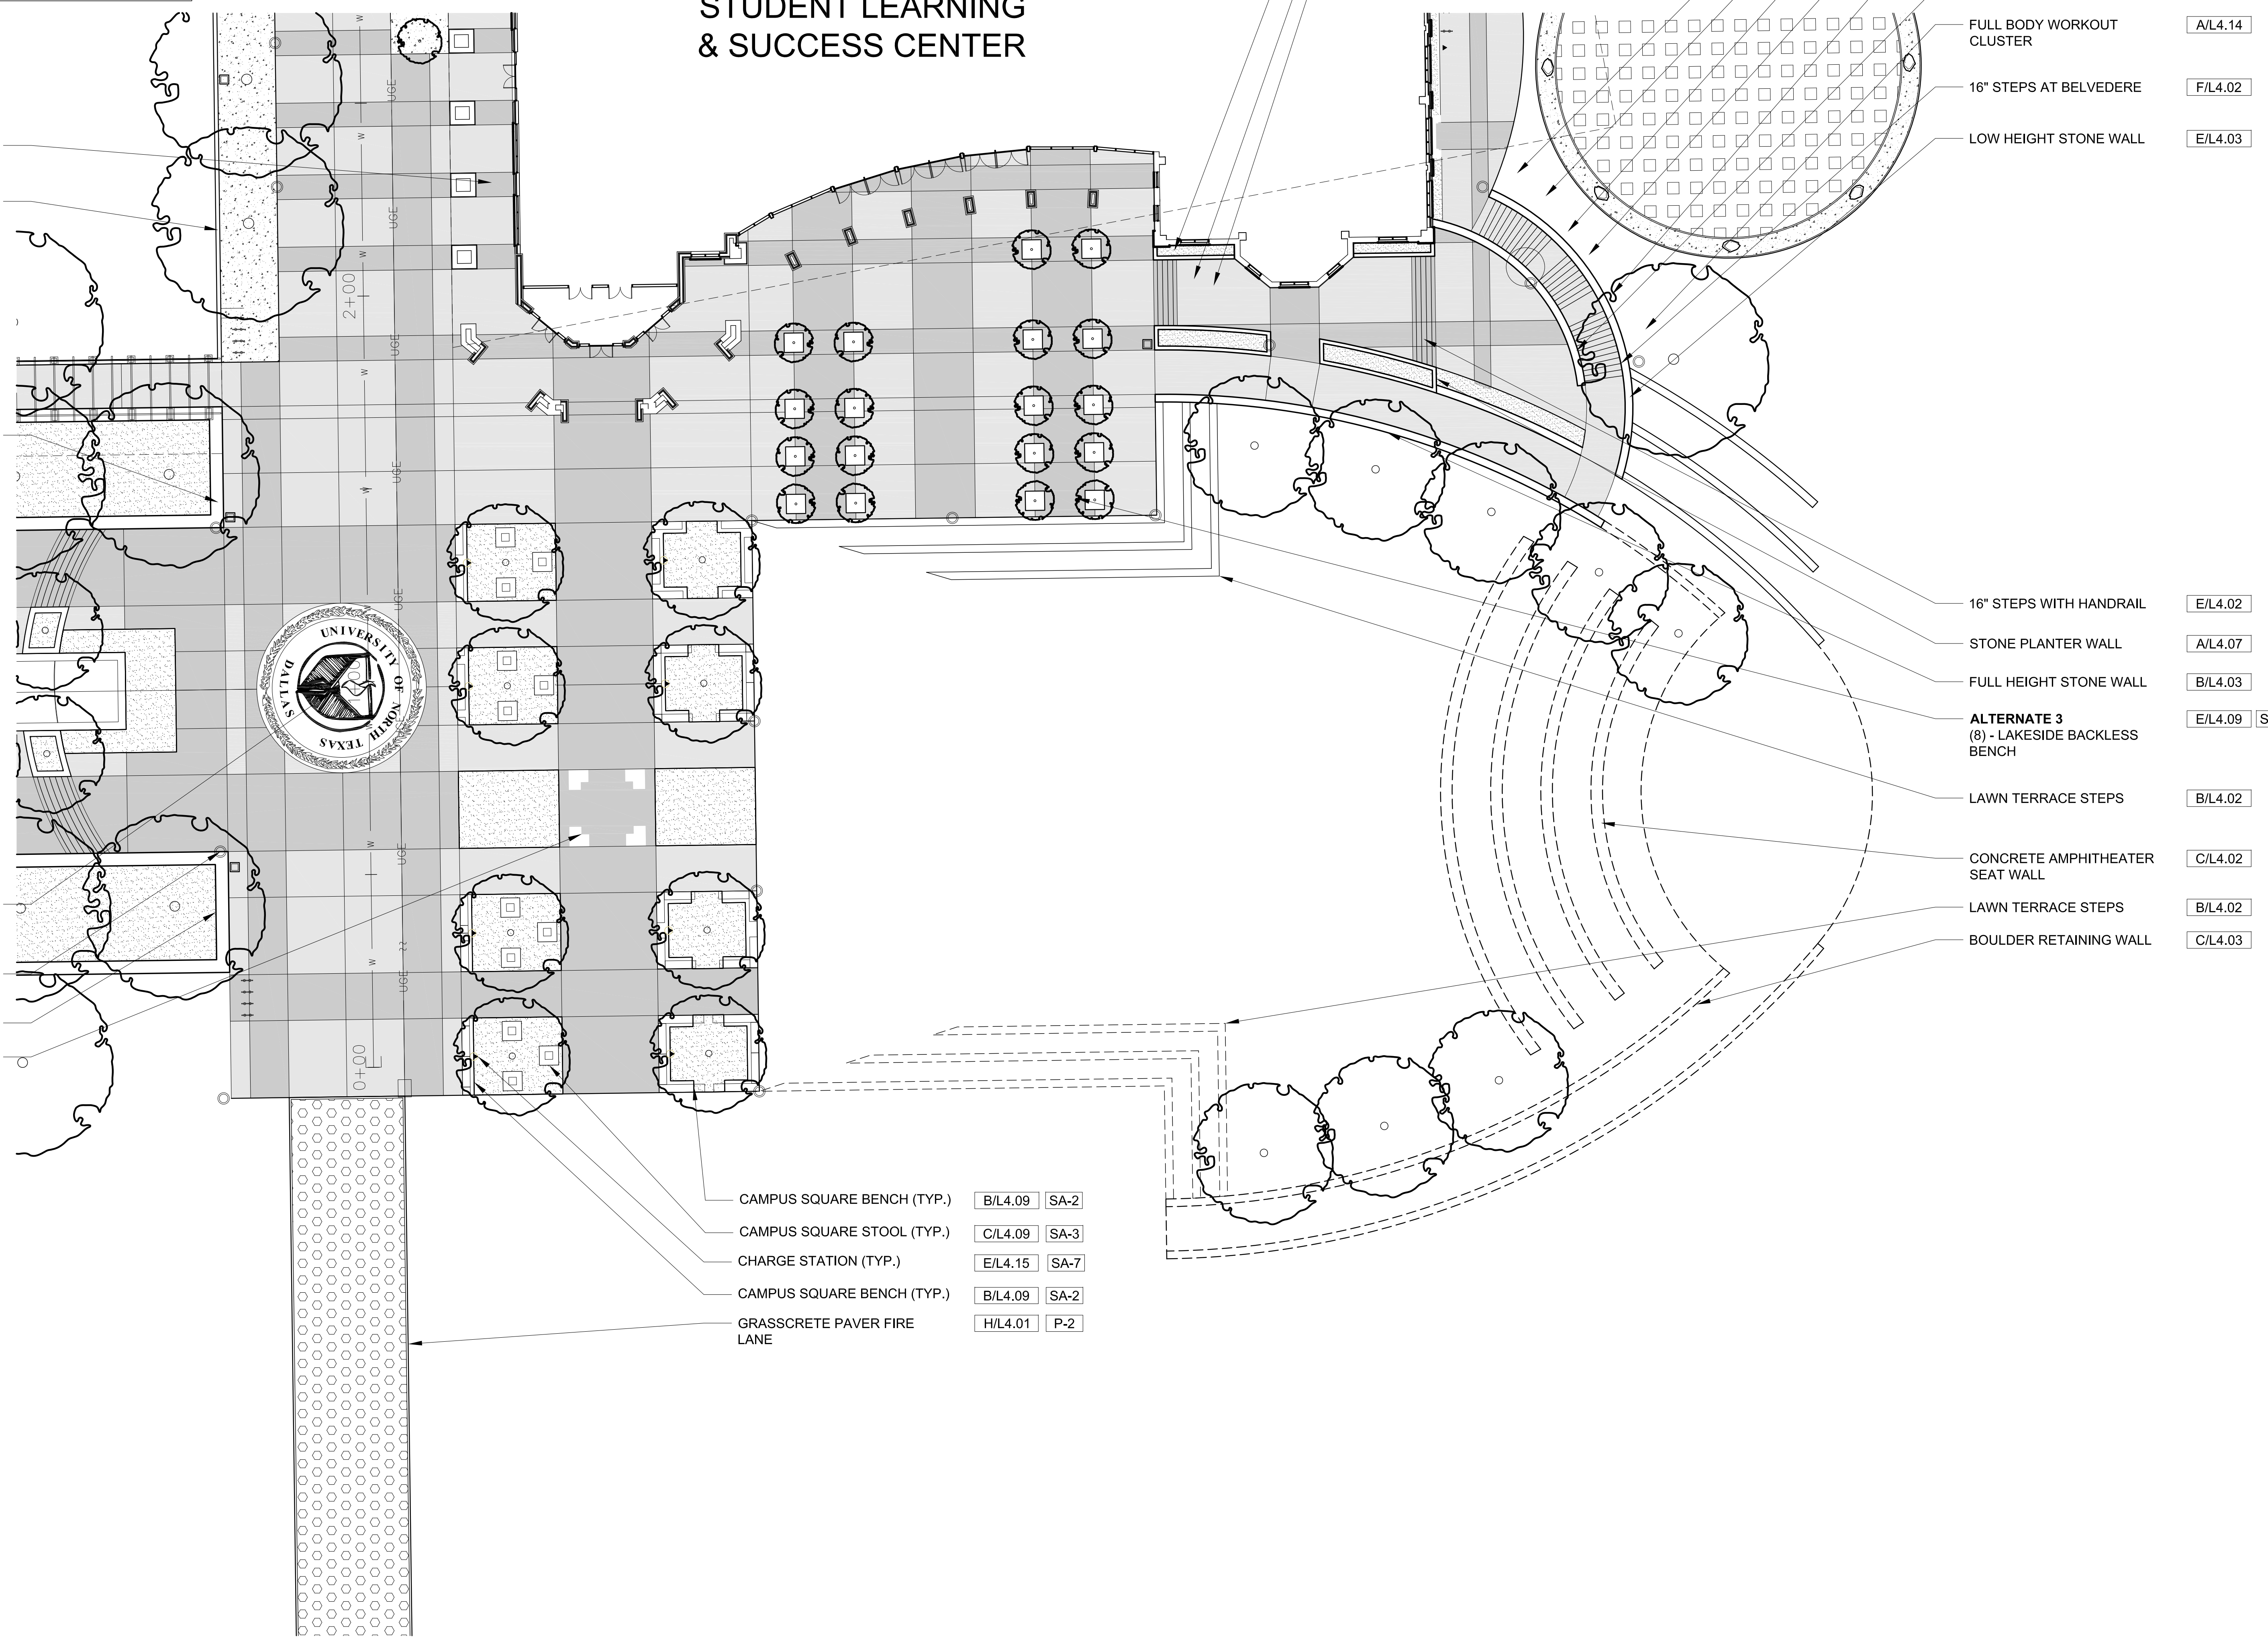 STUDENT LEARNING
& SUCCESS CENTER
FULL BODY WORKOUT
CLUSTER
A/L4.14
16" STEPS AT BELVEDERE
F/L4.02
LOW HEIGHT STONE WALL
E/L4.03
W
UGE
W
UGE
W
2+00
UGE
W
UGE
W
UGE
UNIVERSITY OF NORTH TEXAS
DALLAS
W
UGE
W
UGE
0+00
16" STEPS WITH HANDRAIL
E/L4.02
STONE PLANTER WALL
A/L4.07
FULL HEIGHT STONE WALL
B/L4.03
ALTERNATE 3
(8) - LAKESIDE BACKLESS
BENCH
E/L4.09 S
LAWN TERRACE STEPS
B/L4.02
CONCRETE AMPHITHEATER
SEAT WALL
C/L4.02
LAWN TERRACE STEPS
B/L4.02
BOULDER RETAINING WALL
C/L4.03
CAMPUS SQUARE BENCH (TYP.) B/L4.09 SA-2
CAMPUS SQUARE STOOL (TYP.) C/L4.09 SA-3
CHARGE STATION (TYP.) E/L4.15 SA-7
CAMPUS SQUARE BENCH (TYP.) B/L4.09 SA-2
GRASSCRETE PAVER FIRE
LANE
H/L4.01 P-2